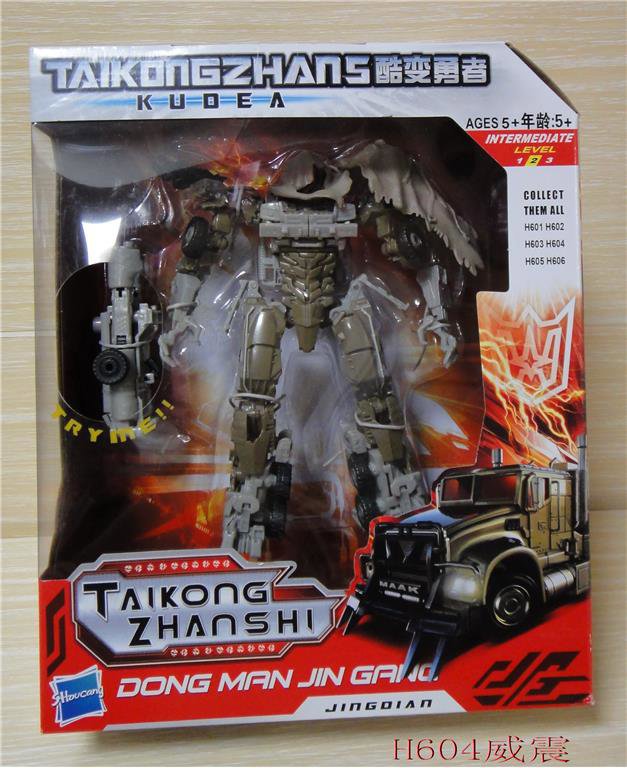 TAIKONGZHANS酷变勇者
KUDEA
AGES 5+年龄:5+
INTERMEDIATE
LEVEL
1 2 3
COLLECT
THEM ALL
H601 H602
H603 H604
H605 H606
TRY ME!!
MAAK
TAIKONG
ZHANSHI
SHoucang
DONG MAN JIN GANG
JINGDIAN
H604威震